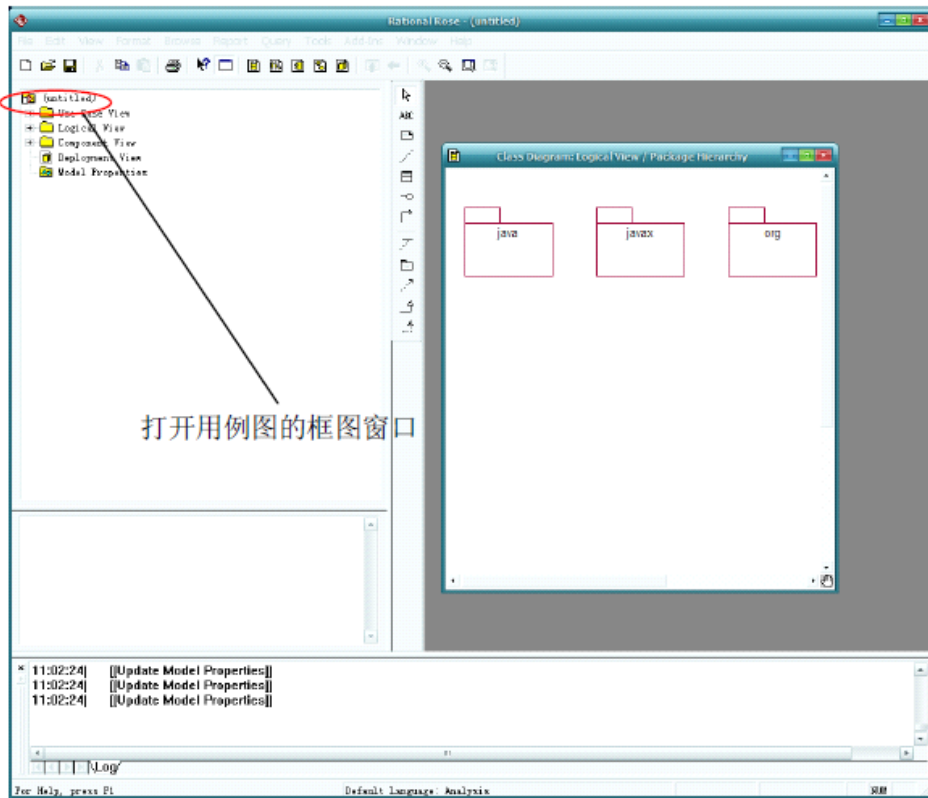 Rational Rose - (untitled)
File Edit View Format Browse Report Query Tools Add-Ins Window Help
(untitled)
Use Case View
Logical View
Component View
Deployment View
Model Properties
ABC
Class Diagram: Logical View / Package Hierarchy
java
javax
org
打开用例图的框图窗口
11:02:24| [[Update Model Properties]]
11:02:24| [[Update Model Properties]]
11:02:24| [[Update Model Properties]]
Log
For Help, press F1
Default Language: Analysis
NUM